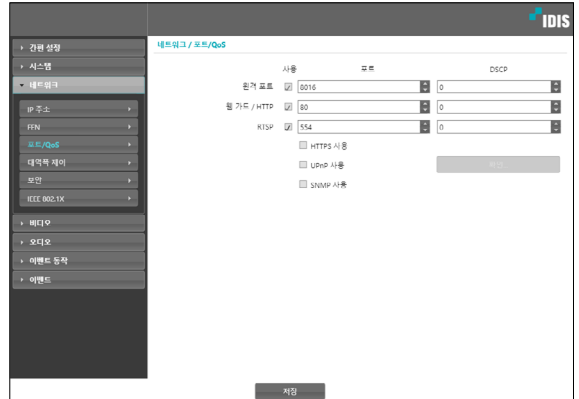 IDIS
간편 설정
시스템
네트워크
IP 주소
FEN
포트/QoS
대역폭 제어
보안
IEEE 802.1X
비디오
오디오
이벤트 동작
이벤트
네트워크 / 포트/QoS
사용 포트 DSCP
원격 포트 8016 0
웹 가드 / HTTP 80 0
RTSP 554 0
HTTPS 사용
UPnP 사용
SNMP 사용
저장